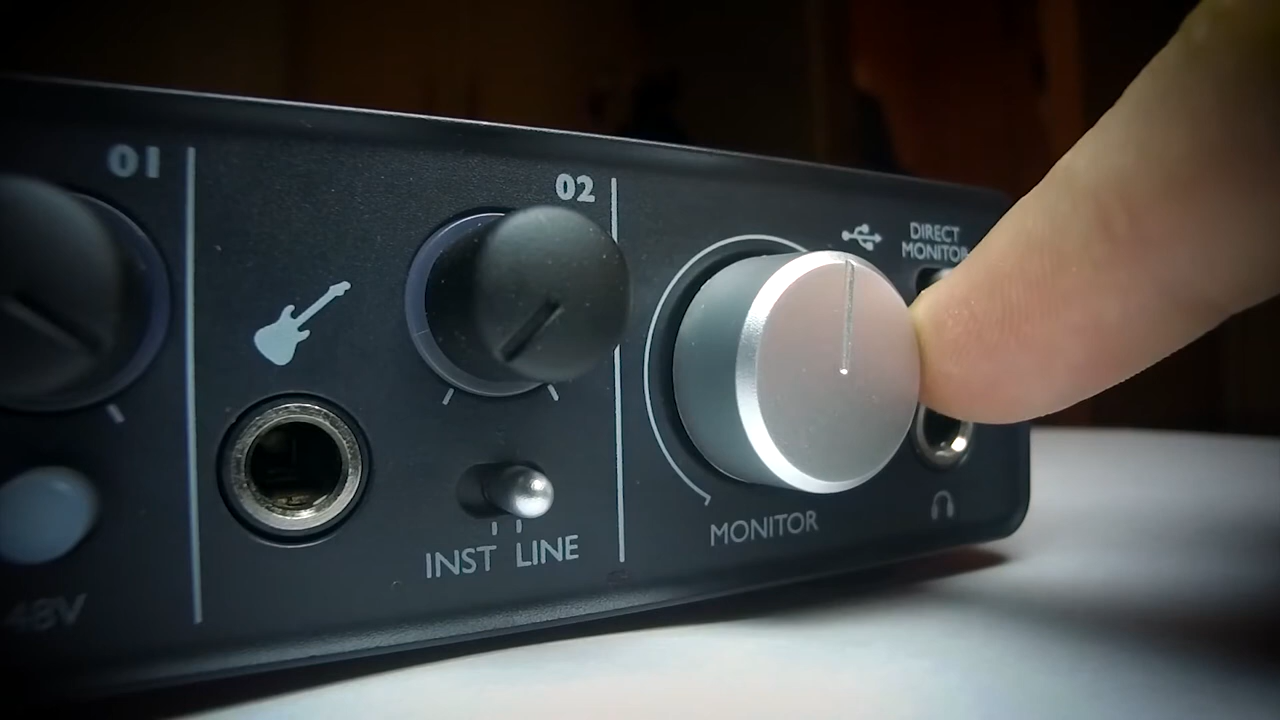 01
02
DIRECT
MONITOR
INST LINE
MONITOR
48V